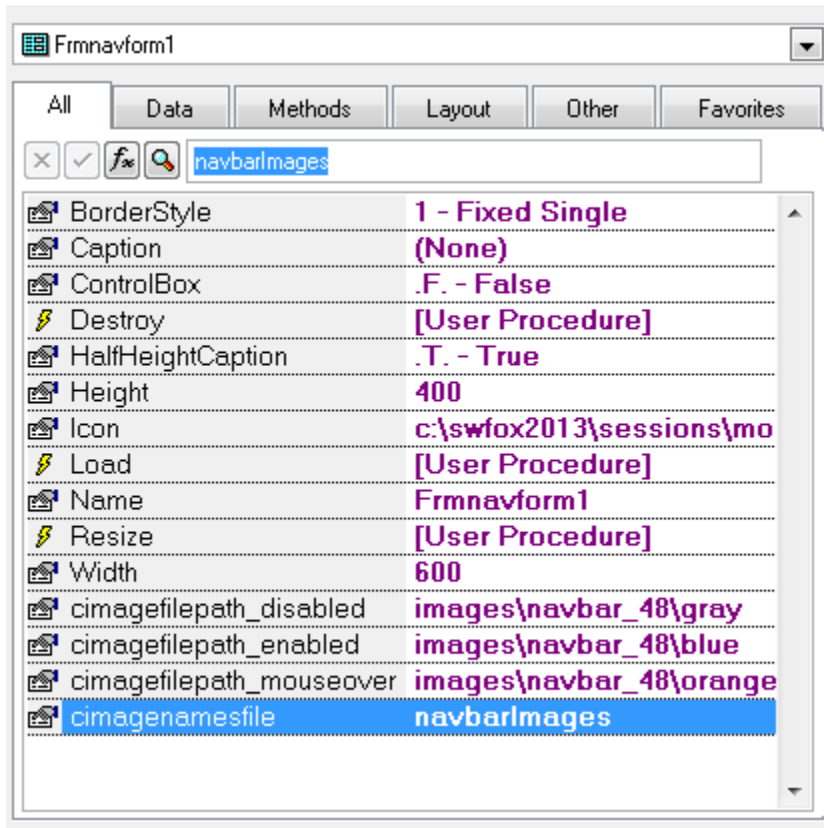 Frmnavform1
All Data Methods Layout Other Favorites
fx navbarImages
BorderStyle 1 - Fixed Single
Caption (None)
ControlBox .F. - False
Destroy [User Procedure]
HalfHeightCaption .T. - True
Height 400
Icon c:\swfox2013\sessions\mo
Load [User Procedure]
Name Frmnavform1
Resize [User Procedure]
Width 600
cimagefilepath_disabled images\navbar_48\gray
cimagefilepath_enabled images\navbar_48\blue
cimagefilepath_mouseover images\navbar_48\orange
cimagenamesfile navbarImages